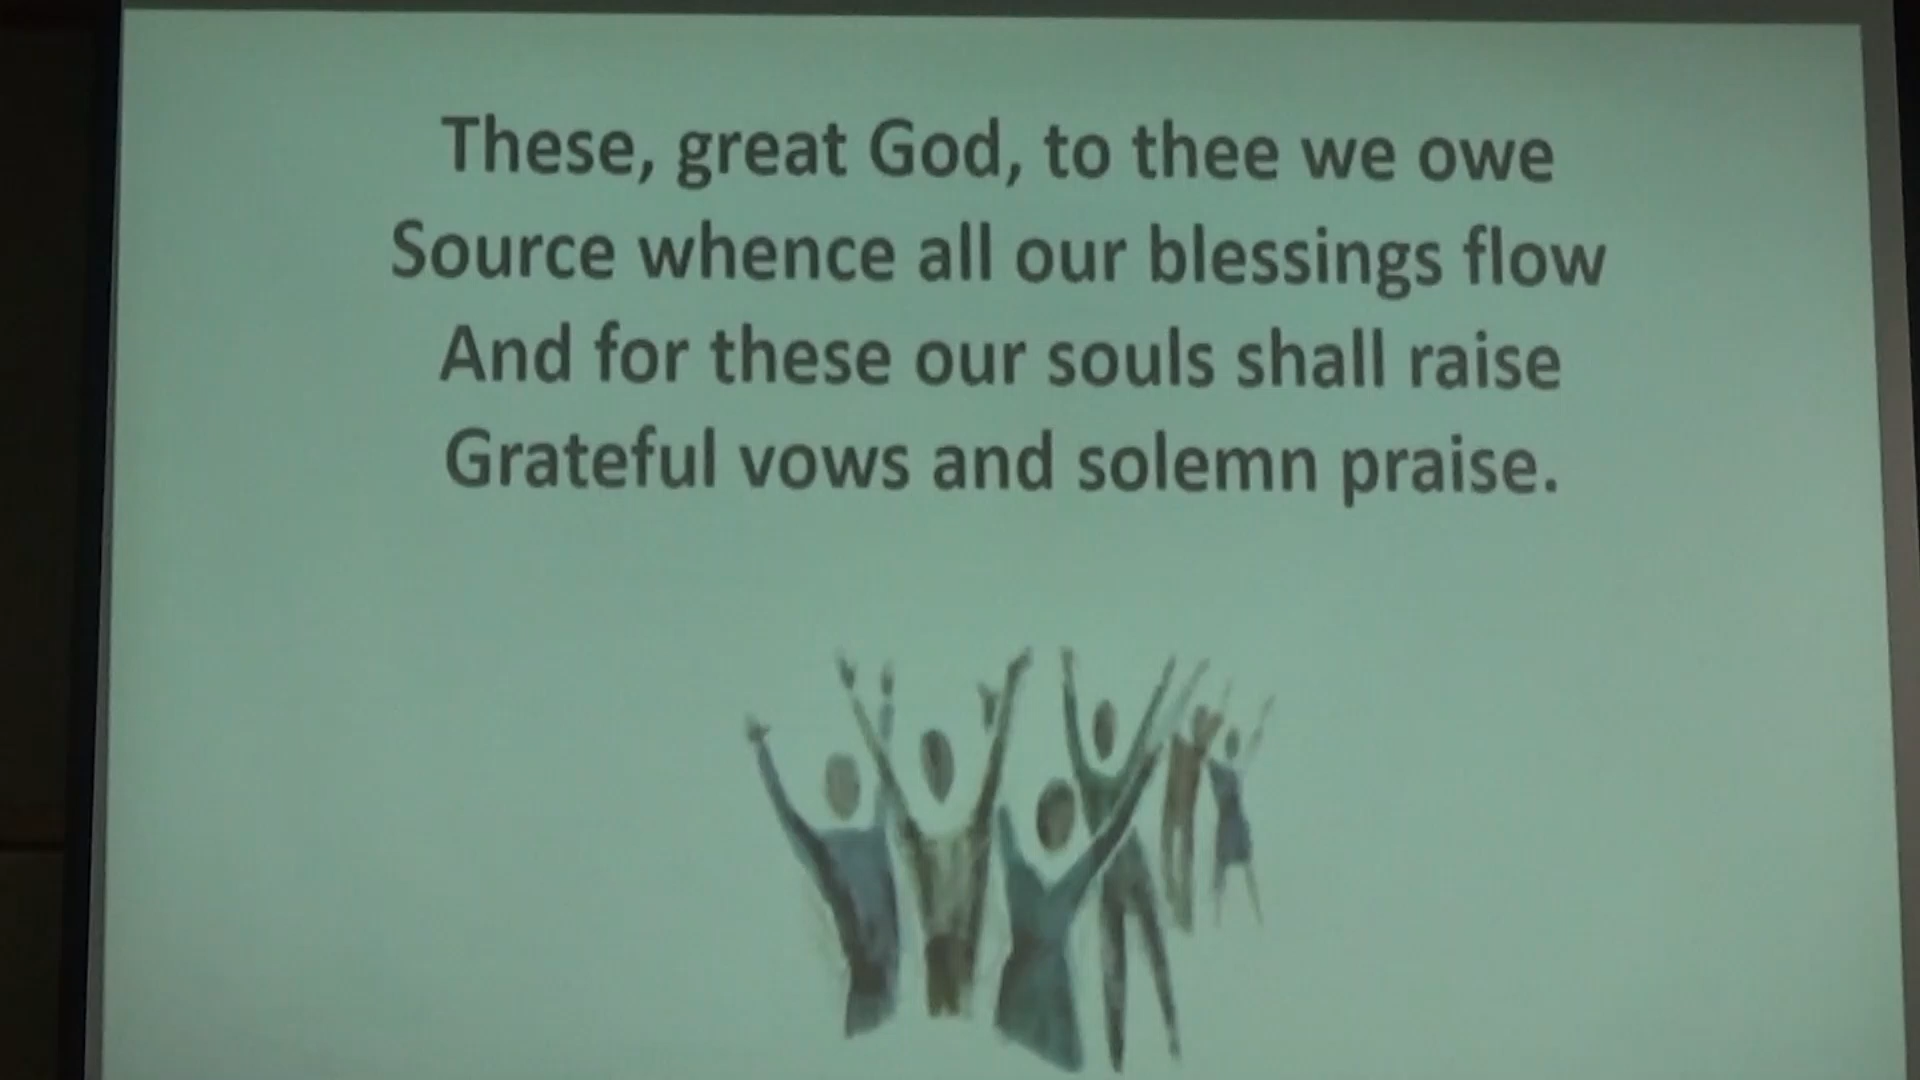 These, great God, to thee we owe
Source whence all our blessings flow
And for these our souls shall raise
Grateful vows and solemn praise.